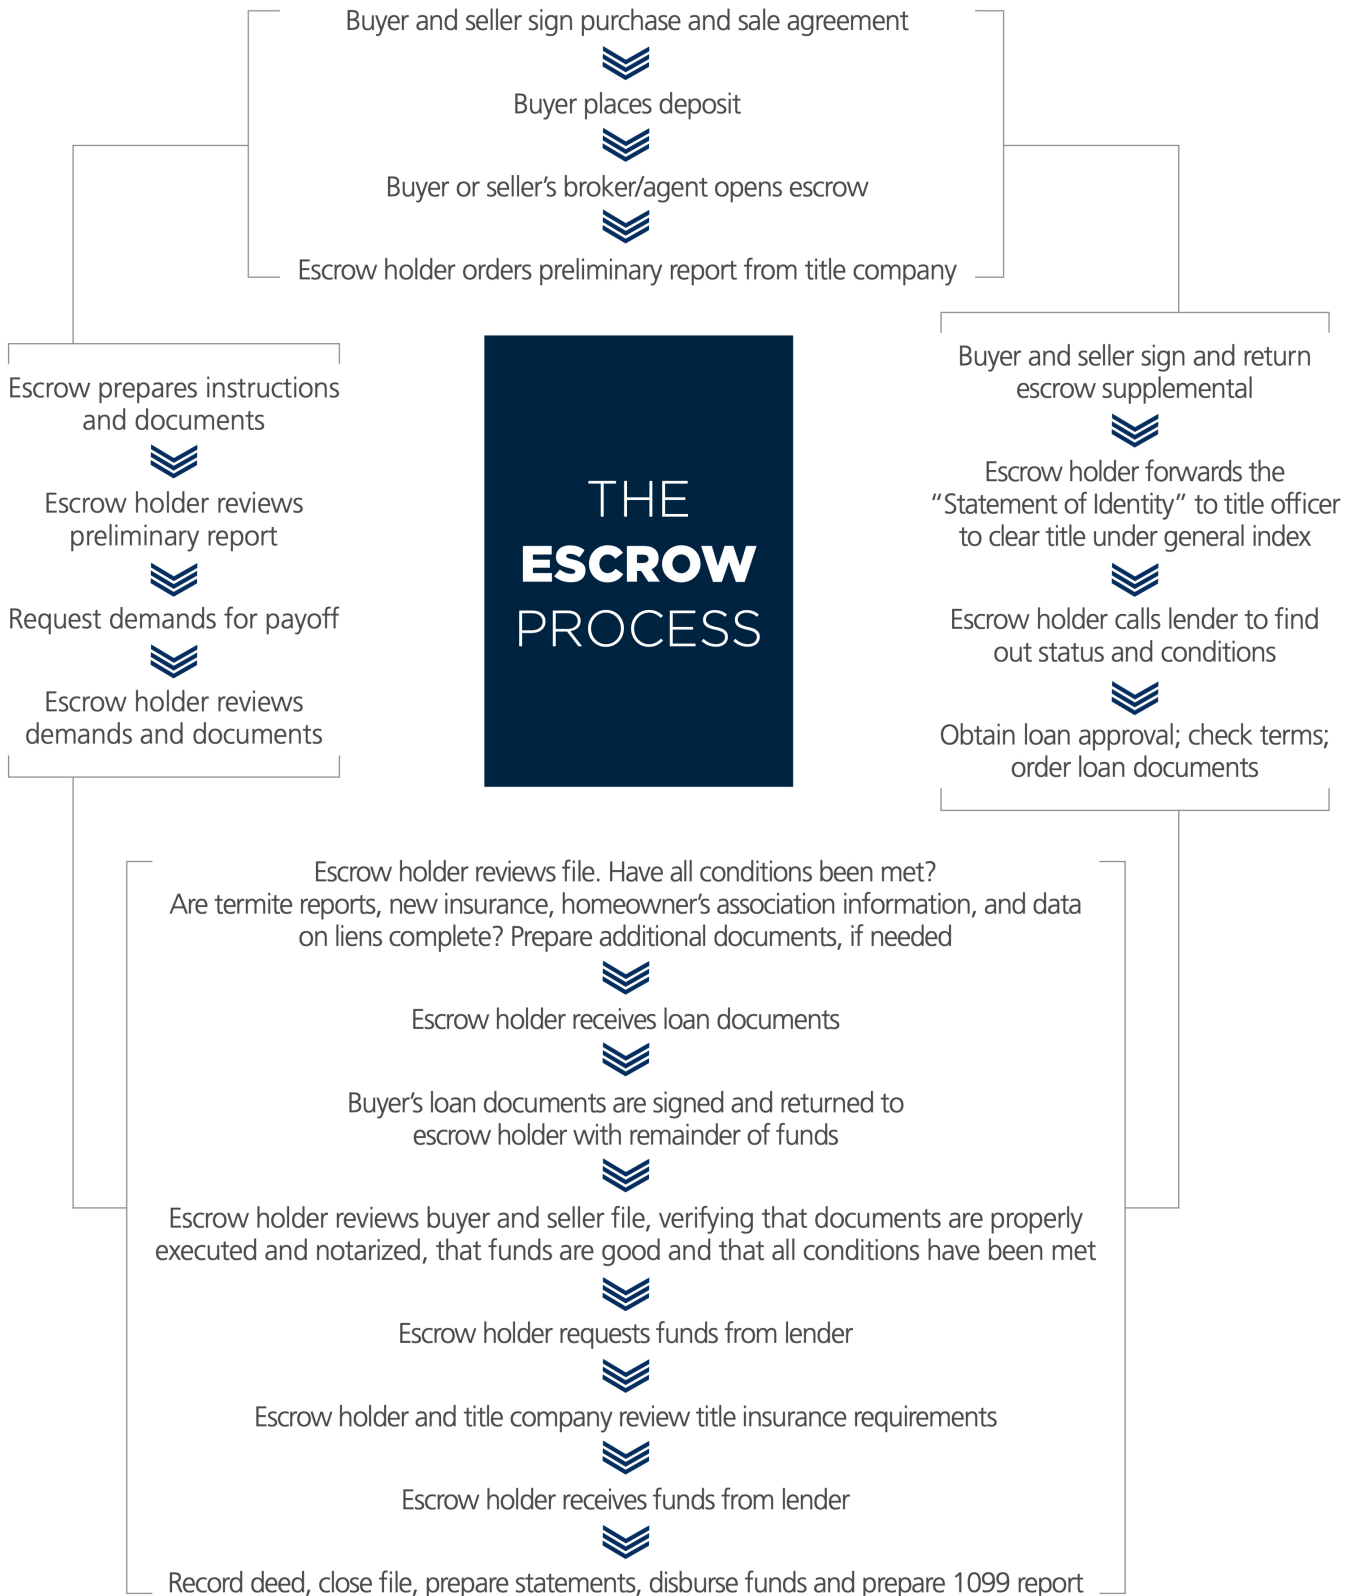 Buyer and seller sign purchase and sale agreement
Buyer places deposit
Buyer or seller’s broker/agent opens escrow
Escrow holder orders preliminary report from title company
Escrow prepares instructions
and documents
Escrow holder reviews
preliminary report
Request demands for payoff
Escrow holder reviews
demands and documents
THE
ESCROW
PROCESS
Buyer and seller sign and return
escrow supplemental
Escrow holder forwards the
“Statement of Identity” to title officer
to clear title under general index
Escrow holder calls lender to find
out status and conditions
Obtain loan approval; check terms;
order loan documents
Escrow holder reviews file. Have all conditions been met?
Are termite reports, new insurance, homeowner’s association information, and data
on liens complete? Prepare additional documents, if needed
Escrow holder receives loan documents
Buyer’s loan documents are signed and returned to
escrow holder with remainder of funds
Escrow holder reviews buyer and seller file, verifying that documents are properly
executed and notarized, that funds are good and that all conditions have been met
Escrow holder requests funds from lender
Escrow holder and title company review title insurance requirements
Escrow holder receives funds from lender
Record deed, close file, prepare statements, disburse funds and prepare 1099 report